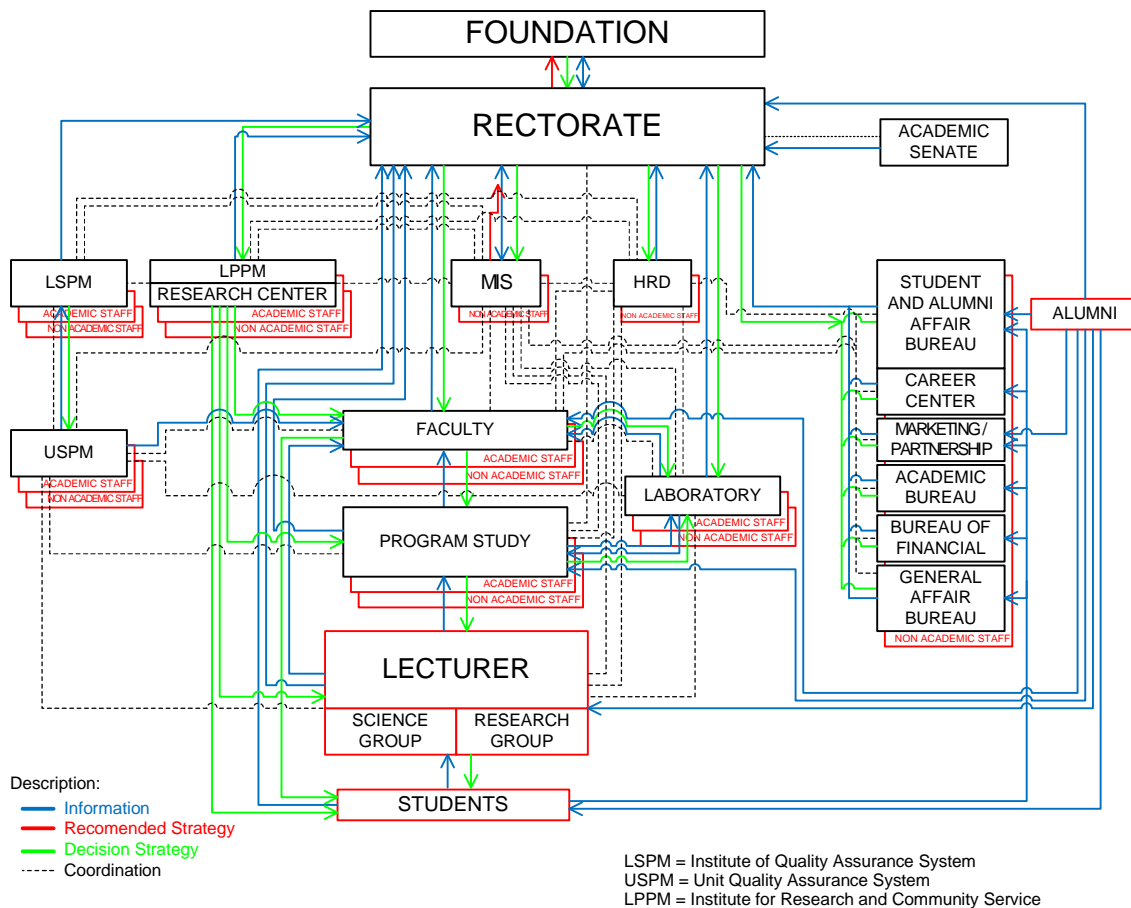 FOUNDATION
RECTORATE
ACADEMIC
SENATE
LSPM
ACADEMIC STAFF
NON ACADEMIC STAFF
LPPM
RESEARCH CENTER
ACADEMIC STAFF
NON ACADEMIC STAFF
MIS
NON ACADEMIC STAFF
HRD
NON ACADEMIC STAFF
STUDENT
AND ALUMNI
AFFAIR
BUREAU
ALUMNI
CAREER
CENTER
MARKETING /
PARTNERSHIP
ACADEMIC
BUREAU
BUREAU OF
FINANCIAL
GENERAL
AFFAIR
BUREAU
NON ACADEMIC STAFF
USPM
ACADEMIC STAFF
NON ACADEMIC STAFF
FACULTY
ACADEMIC STAFF
NON ACADEMIC STAFF
LABORATORY
ACADEMIC STAFF
NON ACADEMIC STAFF
PROGRAM STUDY
ACADEMIC STAFF
NON ACADEMIC STAFF
LECTURER
SCIENCE
GROUP
RESEARCH
GROUP
STUDENTS
Description:
Information
Recomended Strategy
Decision Strategy
Coordination
LSPM = Institute of Quality Assurance System
USPM = Unit Quality Assurance System
LPPM = Institute for Research and Community Service